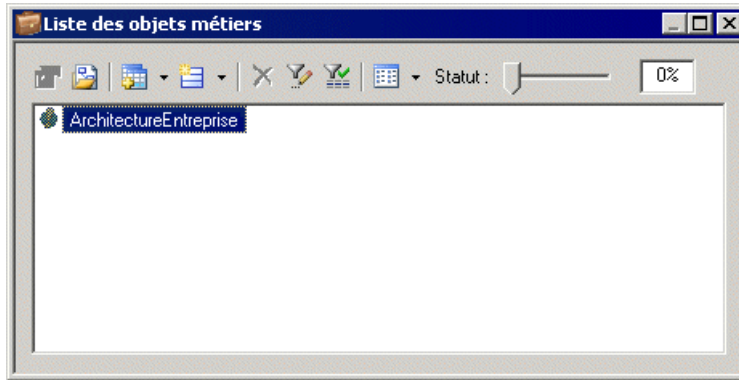 Liste des objets métiers
Statut : 0%
ArchitectureEntreprise